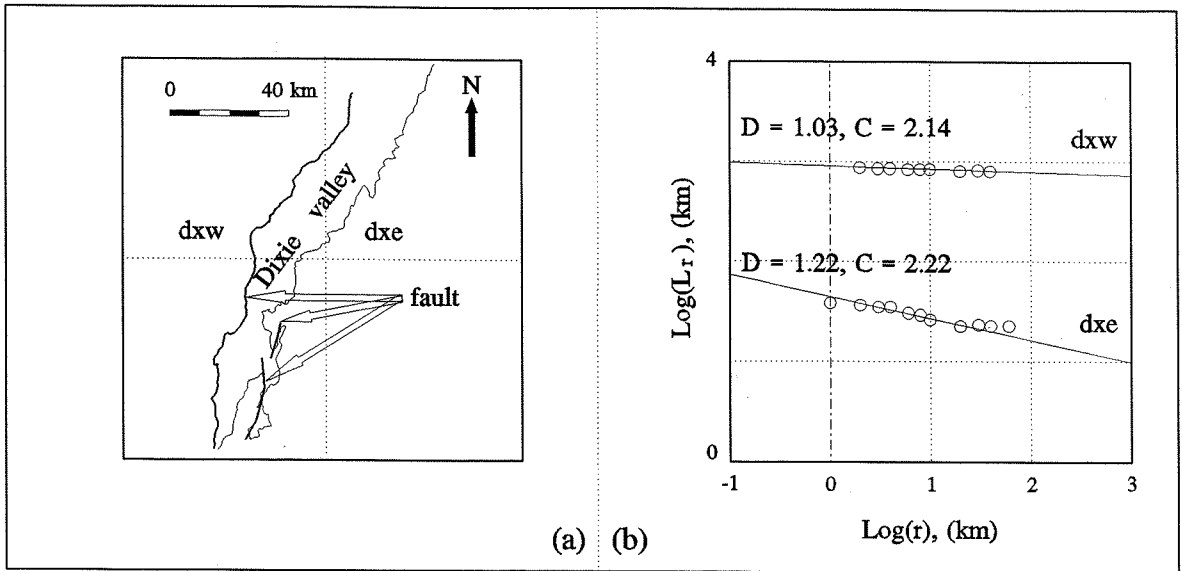 0 40 km
N
dxw
Dixie valley
dxe
fault
(a)
4
D = 1.03, C = 2.14
dxw
D = 1.22, C = 2.22
dxe
Log(Lr), (km)
0
-1 0 1 2 3
Log(r), (km)
(b)